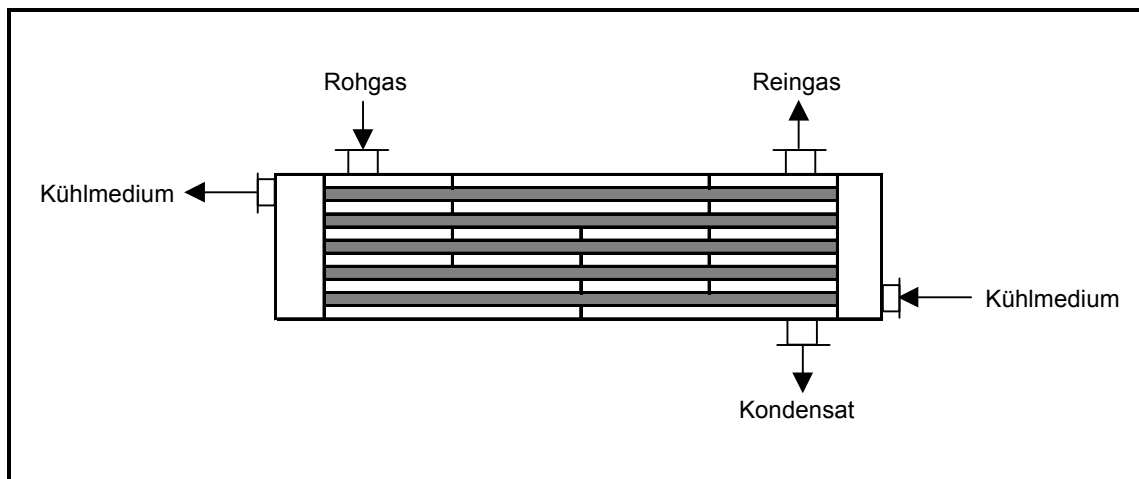 Rohgas
Reingas
Kühlmedium
Kühlmedium
Kondensat